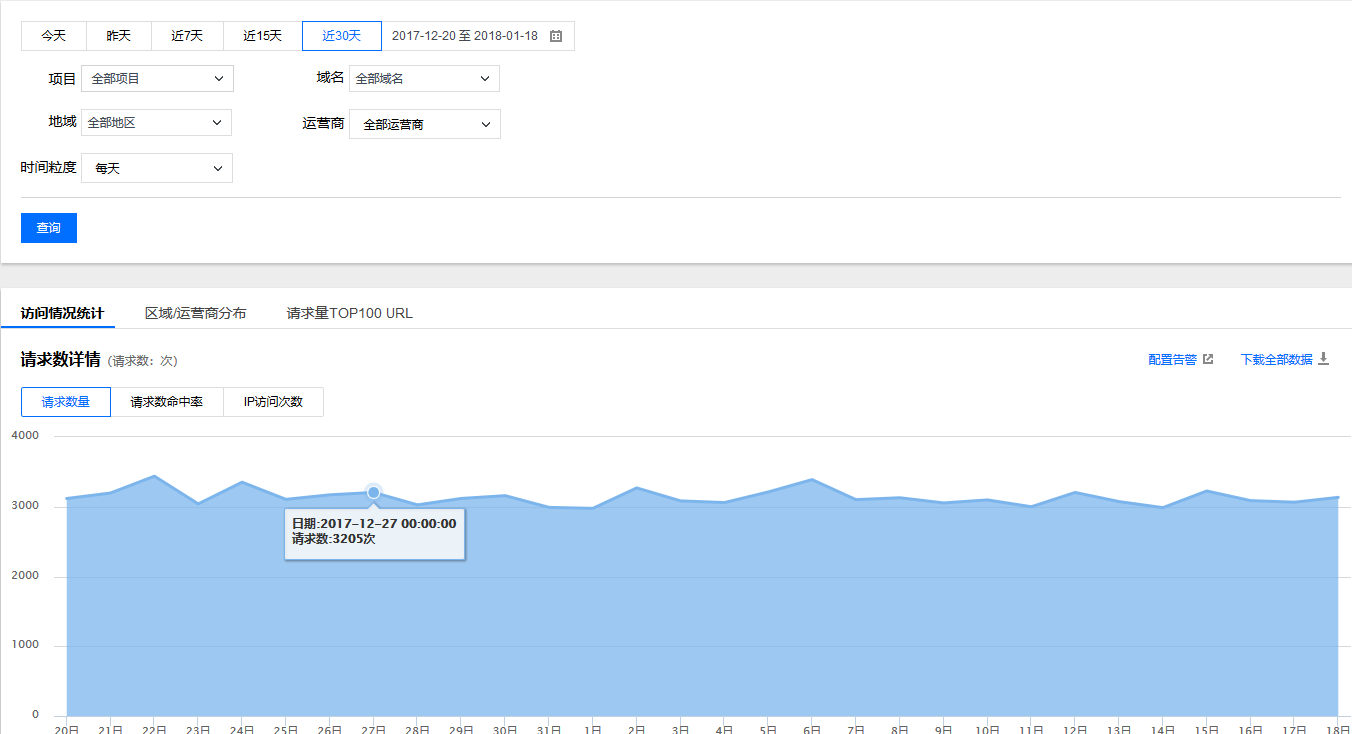 今天 昨天 近7天 近15天 近30天 2017-12-20 至 2018-01-18
项目 全部项目 域名 全部域名
地域 全部地区 运营商 全部运营商
时间粒度 每天
查询
访问情况统计 区域/运营商分布 请求量TOP100 URL
请求数详情 (请求数：次) 配置告警 下载全部数据
请求数量 请求数命中率 IP访问次数
4000
3000
日期:2017-12-27 00:00:00
请求数:3205次
2000
1000
0
20日 21日 22日 23日 24日 25日 26日 27日 28日 29日 30日 31日 1日 2日 3日 4日 5日 6日 7日 8日 9日 10日 11日 12日 13日 14日 15日 16日 17日 18日